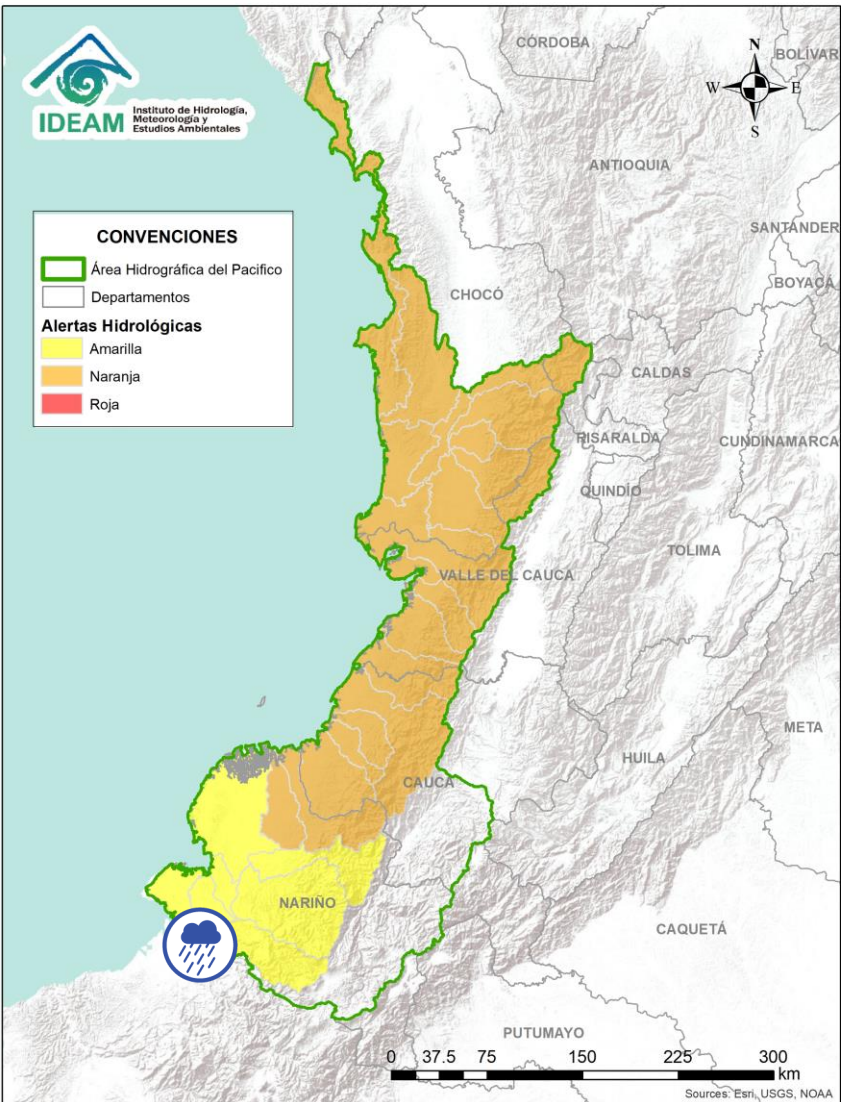 IDEAM
Instituto de Hidrología,
Meteorología y
Estudios Ambientales
N
W
E
S
CÓRDOBA
BOLÍVAR
ANTIOQUIA
SANTANDER
BOYACÁ
CHOCÓ
CALDAS
RISARALDA
CUNDINAMARCA
QUINDÍO
TOLIMA
VALLE DEL CAUCA
META
HUILA
CAUCA
NARIÑO
CAQUETÁ
PUTUMAYO
CONVENCIONES
Área Hidrográfica del Pacifico
Departamentos
Alertas Hidrológicas
Amarilla
Naranja
Roja
0 37.5 75 150 225 300
km
Sources: Esri, USGS, NOAA